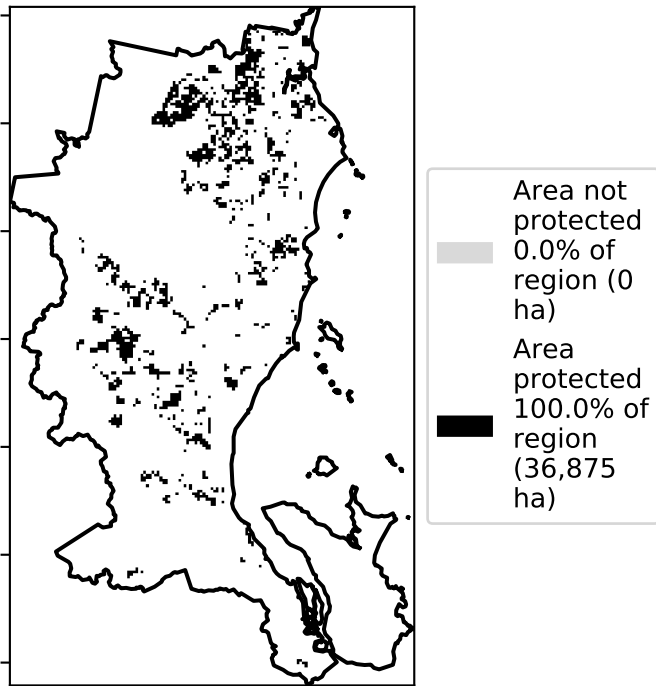 Area not
protected
0.0% of
region (0
ha)
Area
protected
100.0% of
region
(36,875
ha)